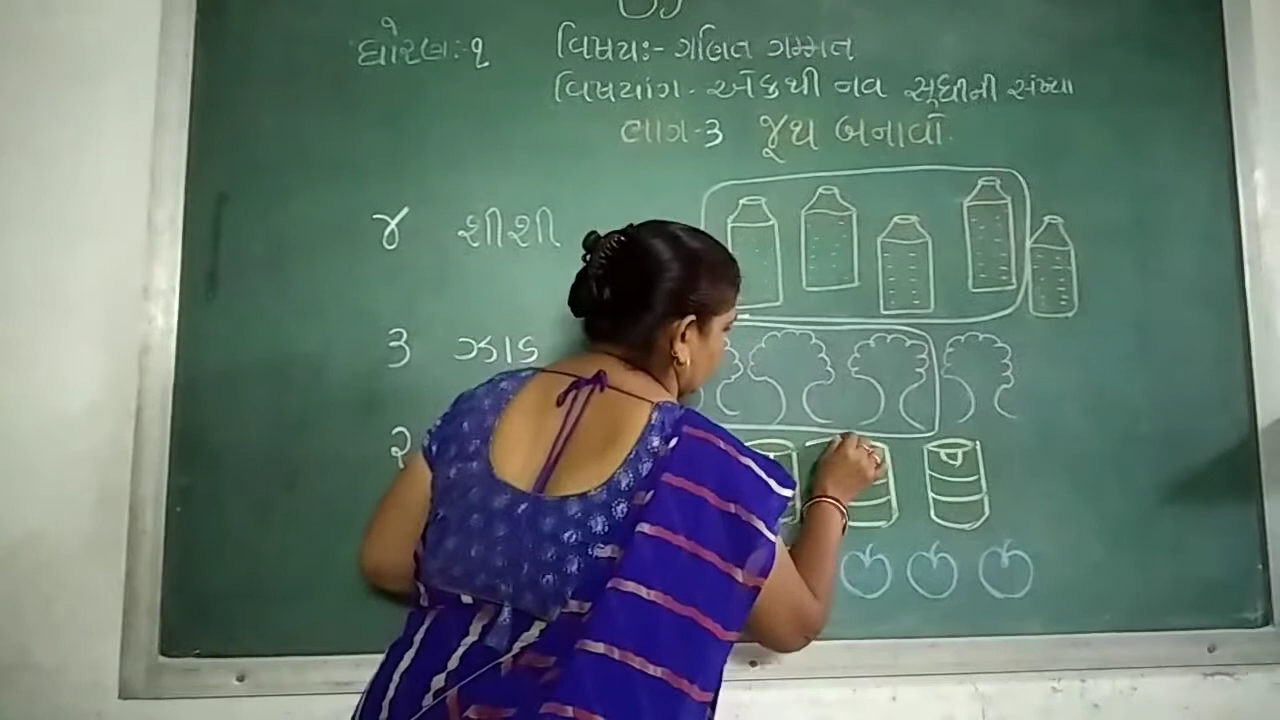 ધોરણઃ-૧ વિષયઃ- ગણિત ગમ્મત
વિષયાંગ - એકથી નવ સુધીની સંખ્યા
ભાગ-૩ જૂથ બનાવો.
૪ શીશી
૩ ઝાડ
૨